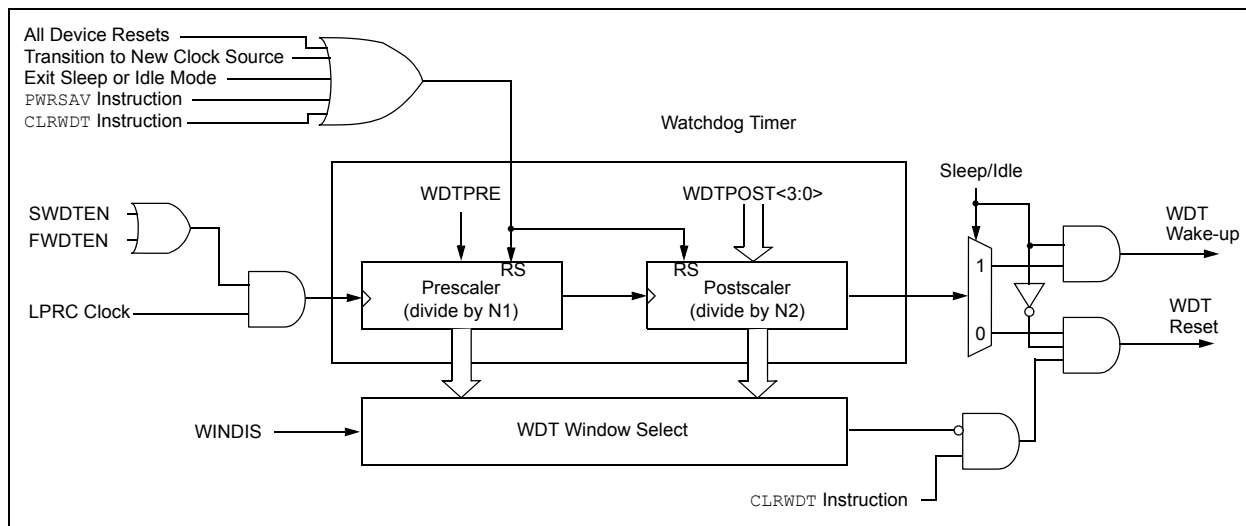 All Device Resets
Transition to New Clock Source
Exit Sleep or Idle Mode
PWRSAV Instruction
CLRWDT Instruction
Watchdog Timer
Sleep/Idle
WDTPRE
WDTPOST<3:0>
SWDTEN
FWDTEN
WDT
Wake-up
RS
RS
1
Prescaler
(divide by N1)
Postscaler
(divide by N2)
LPRC Clock
0
WDT
Reset
WINDIS
WDT Window Select
CLRWDT Instruction